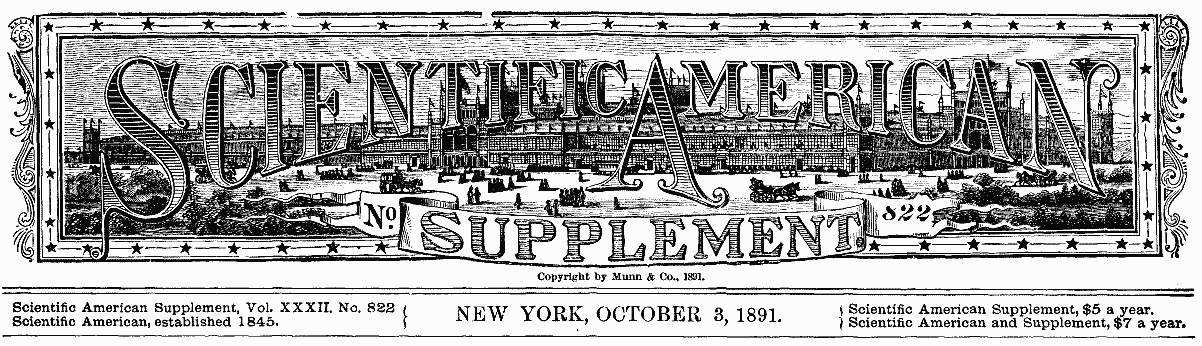 SCIENTIFIC AMERICAN
No. SUPPLEMENT 822
Copyright by Munn & Co., 1891.
Scientific American Supplement, Vol. XXXII. No. 822
Scientific American, established 1845.
NEW YORK, OCTOBER 3, 1891.
Scientific American Supplement, $5 a year.
Scientific American and Supplement, $7 a year.